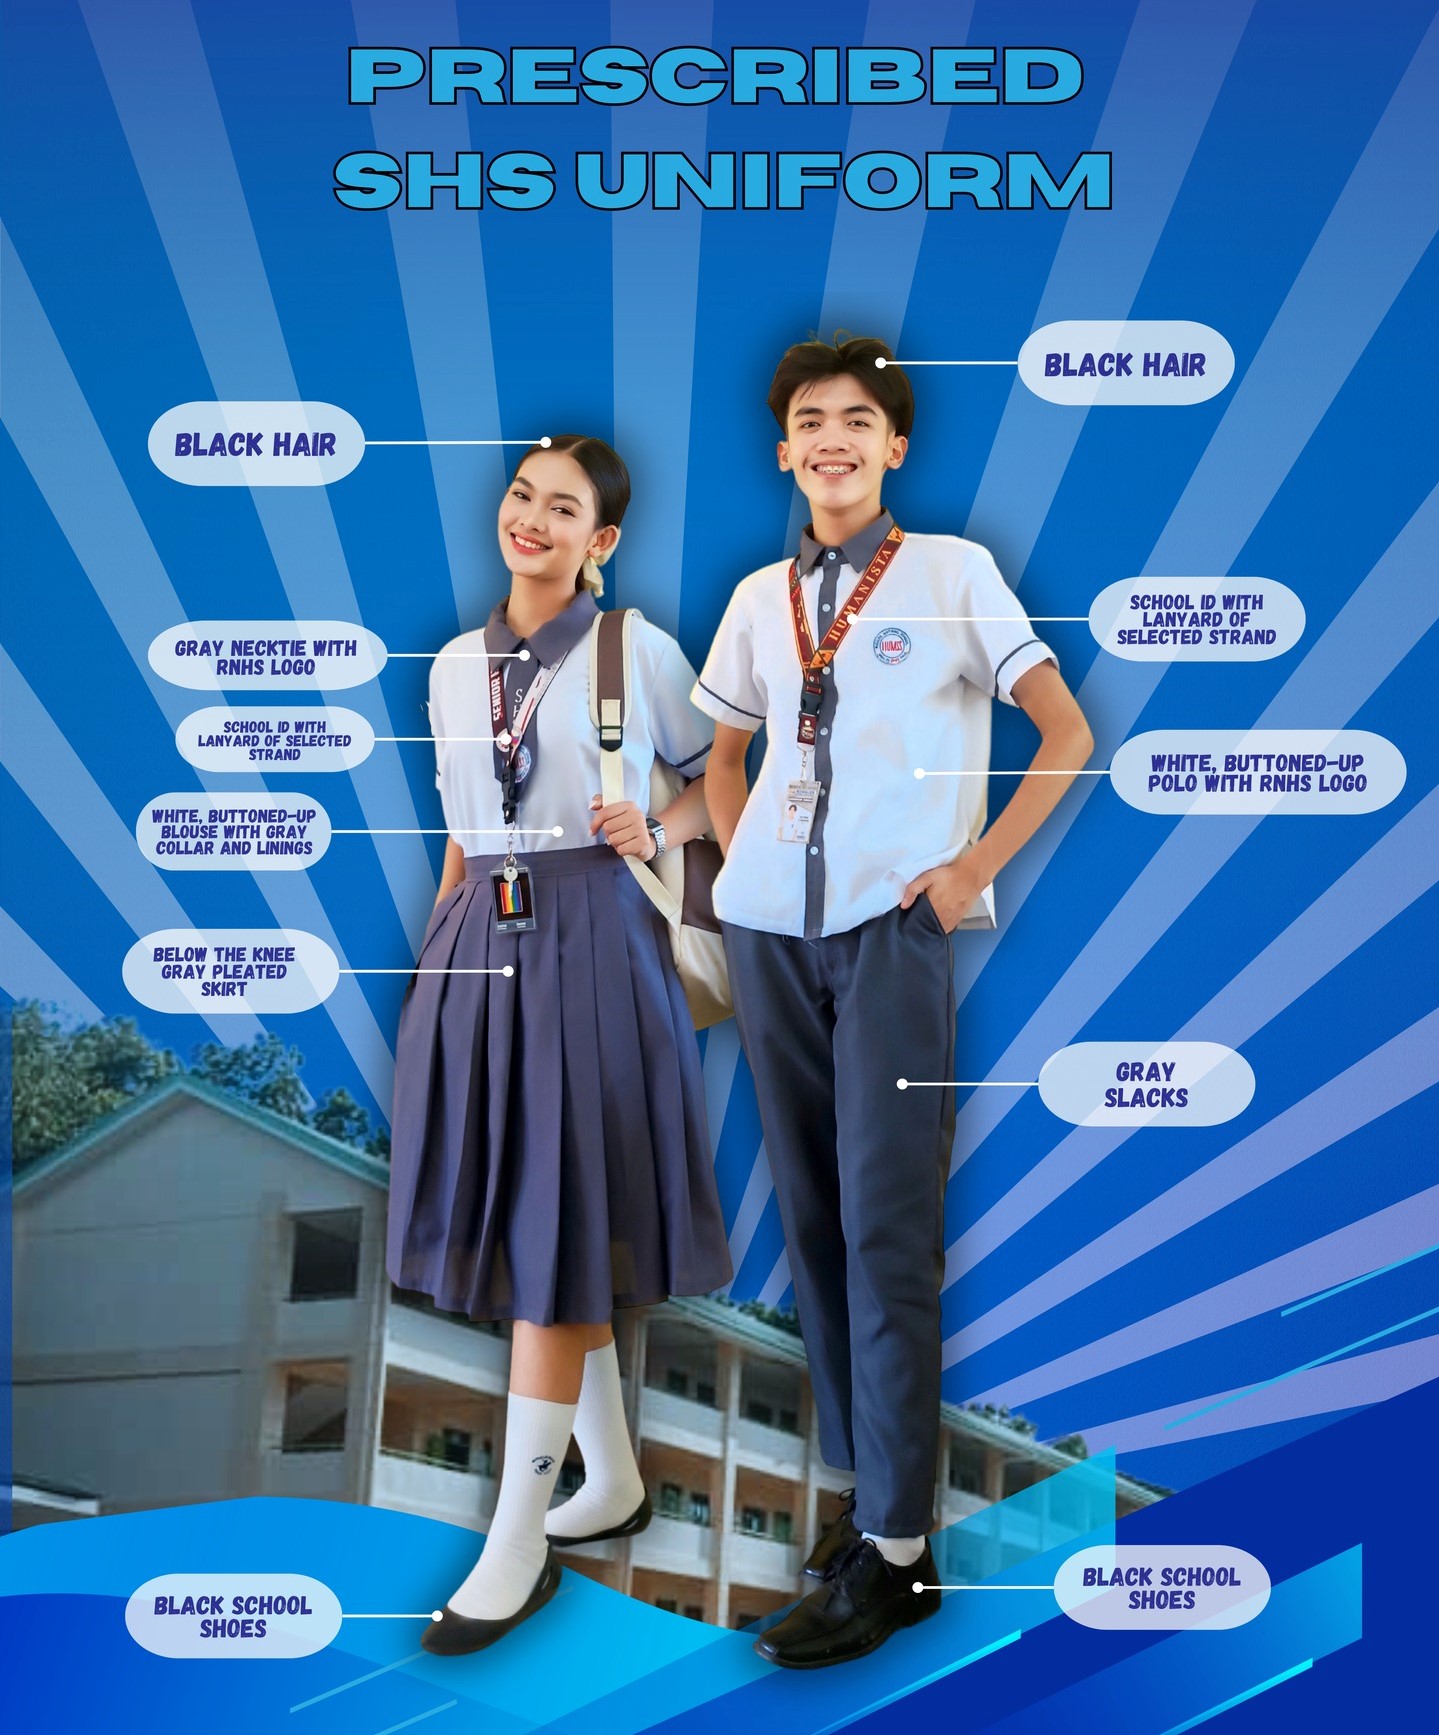 PRESCRIBED
SHS UNIFORM
BLACK HAIR
BLACK HAIR
SCHOOL ID WITH
LANYARD OF
SELECTED STRAND
GRAY NECKTIE WITH
RNHS LOGO
SCHOOL ID WITH
LANYARD OF SELECTED
STRAND
WHITE, BUTTONED-UP
POLO WITH RNHS LOGO
WHITE, BUTTONED-UP
BLOUSE WITH GRAY
COLLAR AND LININGS
BELOW THE KNEE
GRAY PLEATED
SKIRT
GRAY
SLACKS
BLACK SCHOOL
SHOES
BLACK SCHOOL
SHOES
HUMANISTA
HUMSS
SENIOR